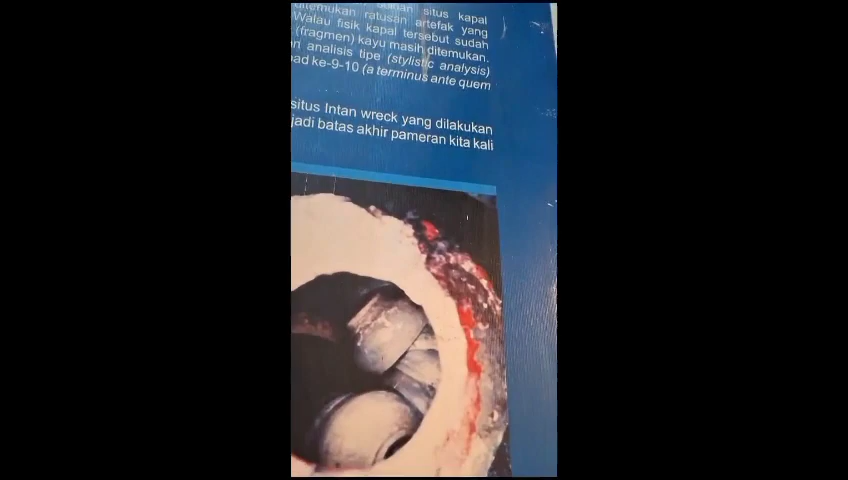 situs kapal
ditemukan ratusan artefak yang
Walau fisik kapal tersebut sudah
(fragmen) kayu masih ditemukan.
analisis tipe (stylistic analysis)
ad ke-9-10 (a terminus ante quem
situs Intan wreck yang dilakukan
jadi batas akhir pameran kita kali